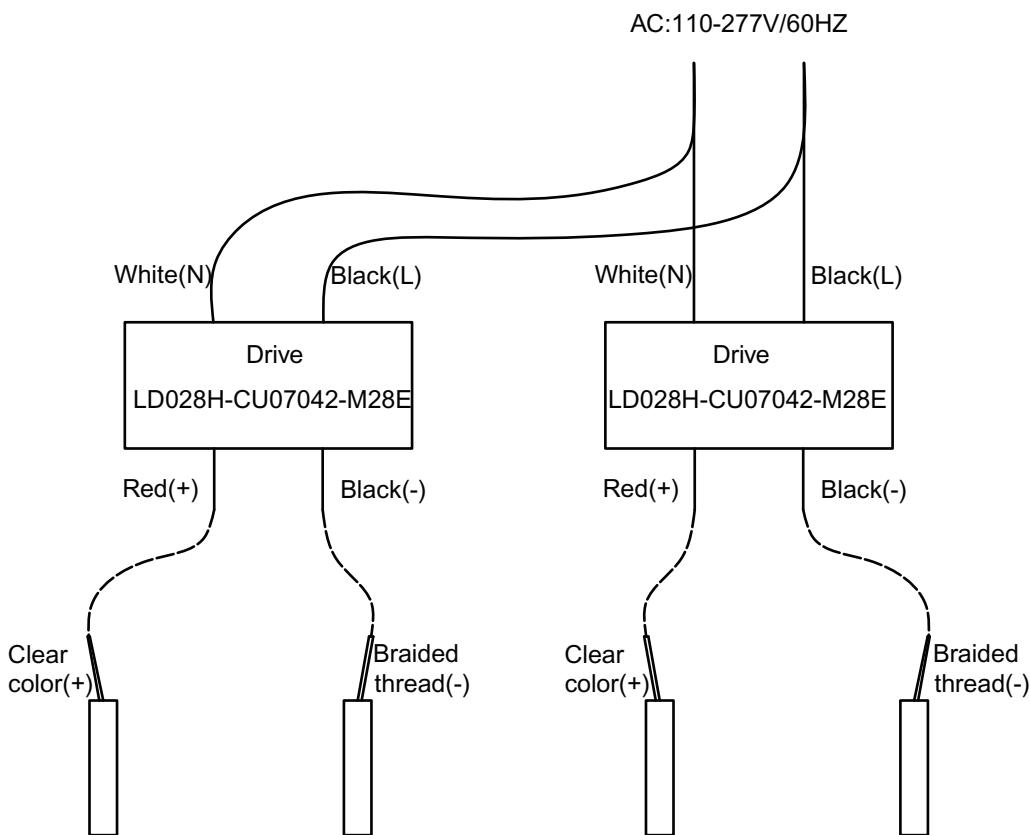 AC:110-277V/60HZ
White(N)
Black(L)
White(N)
Black(L)
Drive
LD028H-CU07042-M28E
Drive
LD028H-CU07042-M28E
Red(+)
Black(-)
Red(+)
Black(-)
Clear
color(+)
Braided
thread(-)
Clear
color(+)
Braided
thread(-)